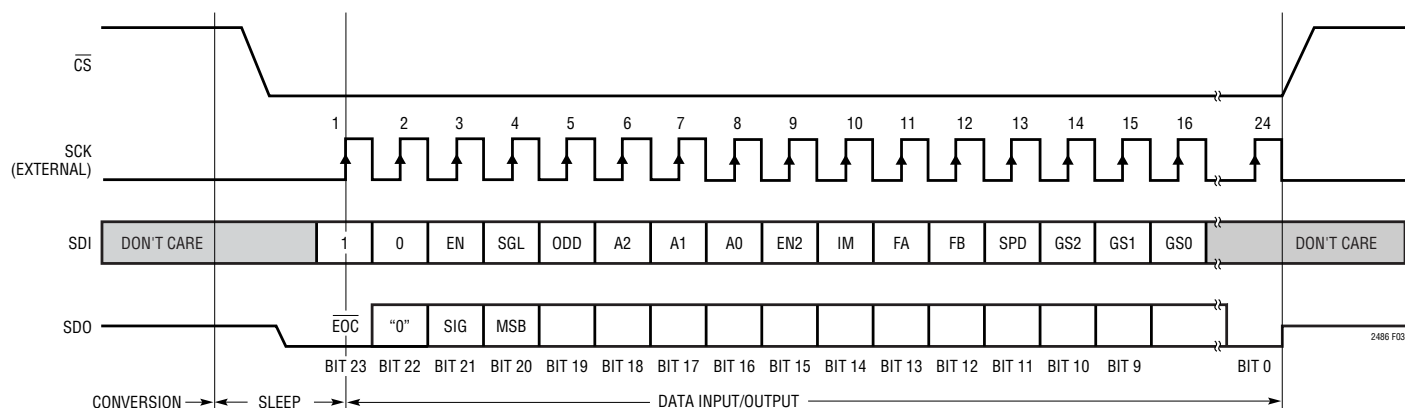 CS
1 2 3 4 5 6 7 8 9 10 11 12 13 14 15 16 24
SCK
(EXTERNAL)
SDI DON'T CARE 1 0 EN SGL ODD A2 A1 A0 EN2 IM FA FB SPD GS2 GS1 GS0 DON'T CARE
SDO EOC “0” SIG MSB
2486 F03
BIT 23 BIT 22 BIT 21 BIT 20 BIT 19 BIT 18 BIT 17 BIT 16 BIT 15 BIT 14 BIT 13 BIT 12 BIT 11 BIT 10 BIT 9 BIT 0
CONVERSION SLEEP DATA INPUT/OUTPUT